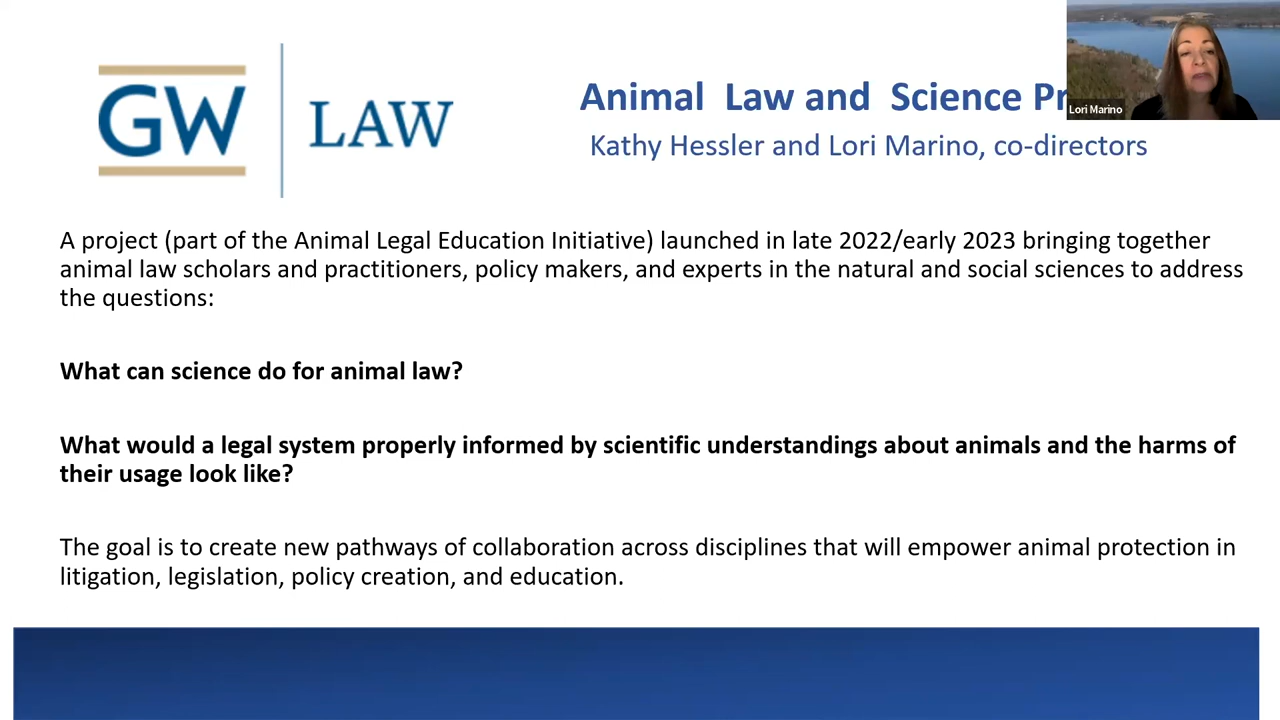 GW LAW
Animal Law and Science Pr
Lori Marino
Kathy Hessler and Lori Marino, co-directors
A project (part of the Animal Legal Education Initiative) launched in late 2022/early 2023 bringing together
animal law scholars and practitioners, policy makers, and experts in the natural and social sciences to address
the questions:
What can science do for animal law?
What would a legal system properly informed by scientific understandings about animals and the harms of
their usage look like?
The goal is to create new pathways of collaboration across disciplines that will empower animal protection in
litigation, legislation, policy creation, and education.